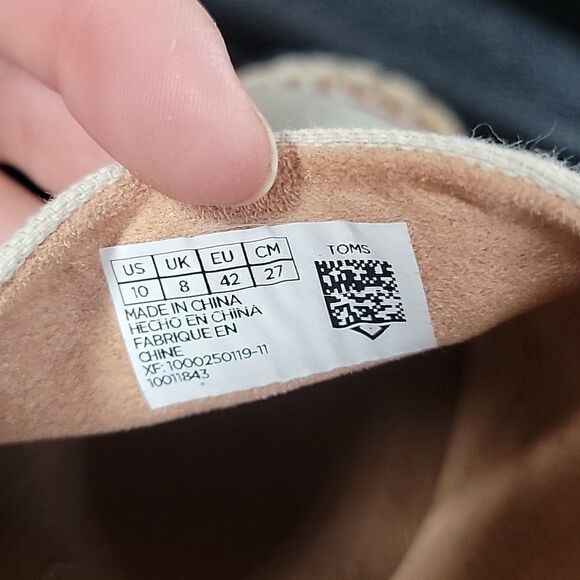 US UK EU CM
10 8 42 27
TOMS
MADE IN CHINA
HECHO EN CHINA
FABRIQUE EN
CHINE
XF: 1000250119-11
10011843